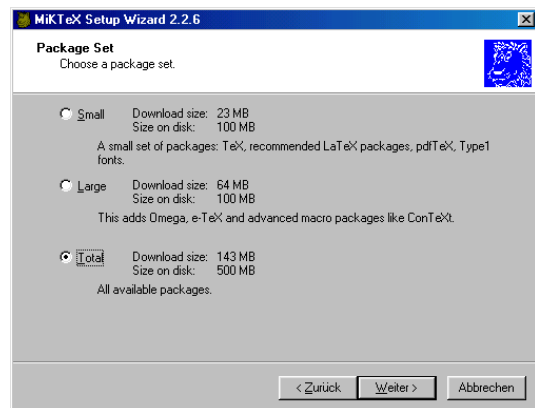 MiKTeX Setup Wizard 2.2.6
Package Set
Choose a package set.
Small Download size: 23 MB
Size on disk: 100 MB
A small set of packages: TeX, recommended LaTeX packages, pdfTeX, Type1
fonts.
Large Download size: 64 MB
Size on disk: 100 MB
This adds Omega, e-TeX and advanced macro packages like ConTeXt.
Total Download size: 143 MB
Size on disk: 500 MB
All available packages.
< Zurück Weiter > Abbrechen